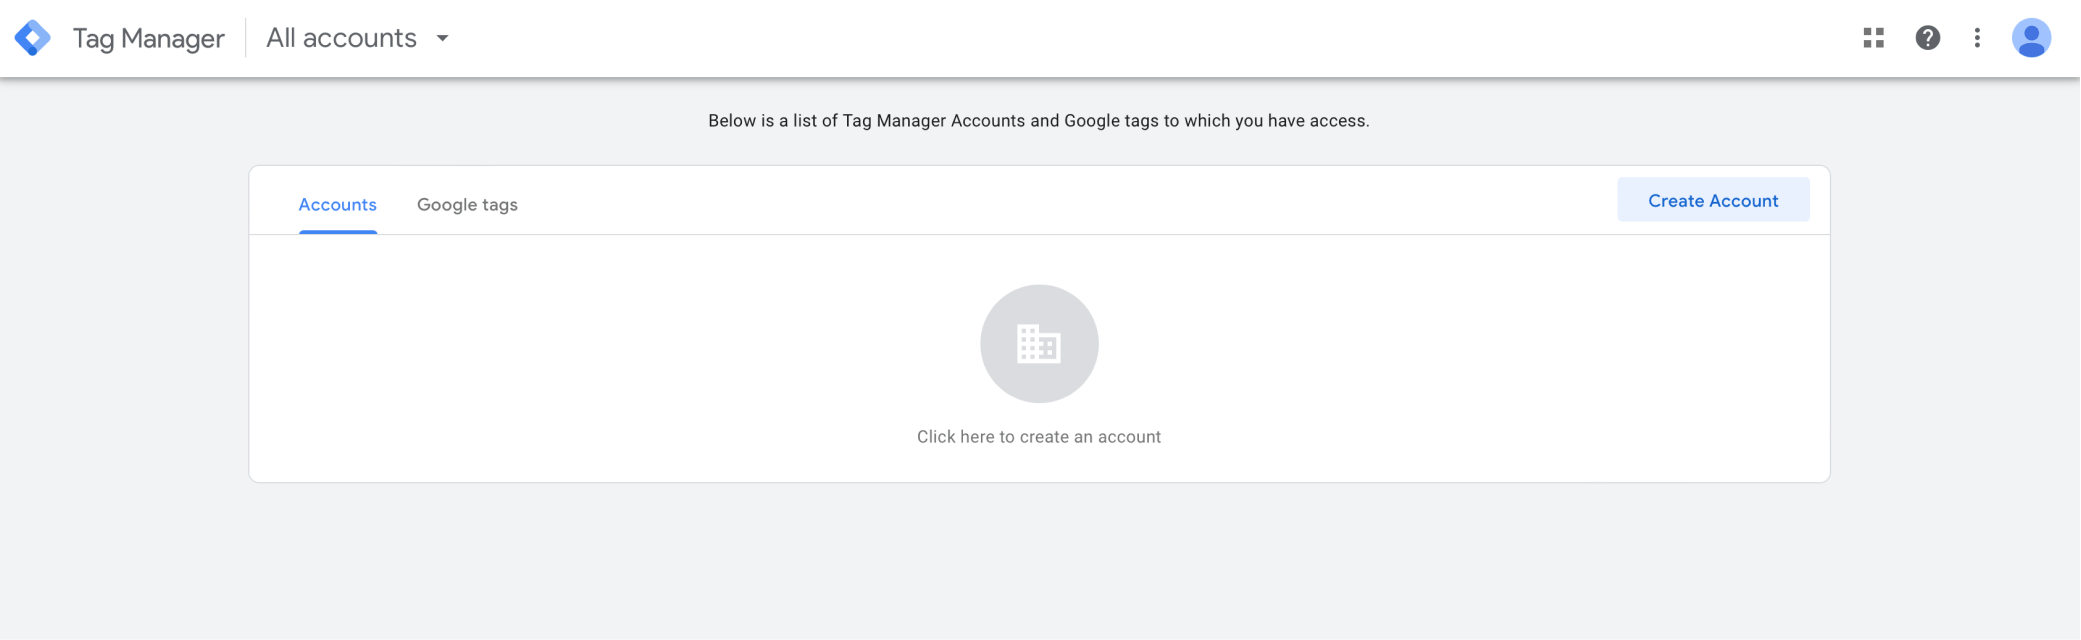 Tag Manager
All accounts
Below is a list of Tag Manager Accounts and Google tags to which you have access.
Accounts
Google tags
Create Account
Click here to create an account